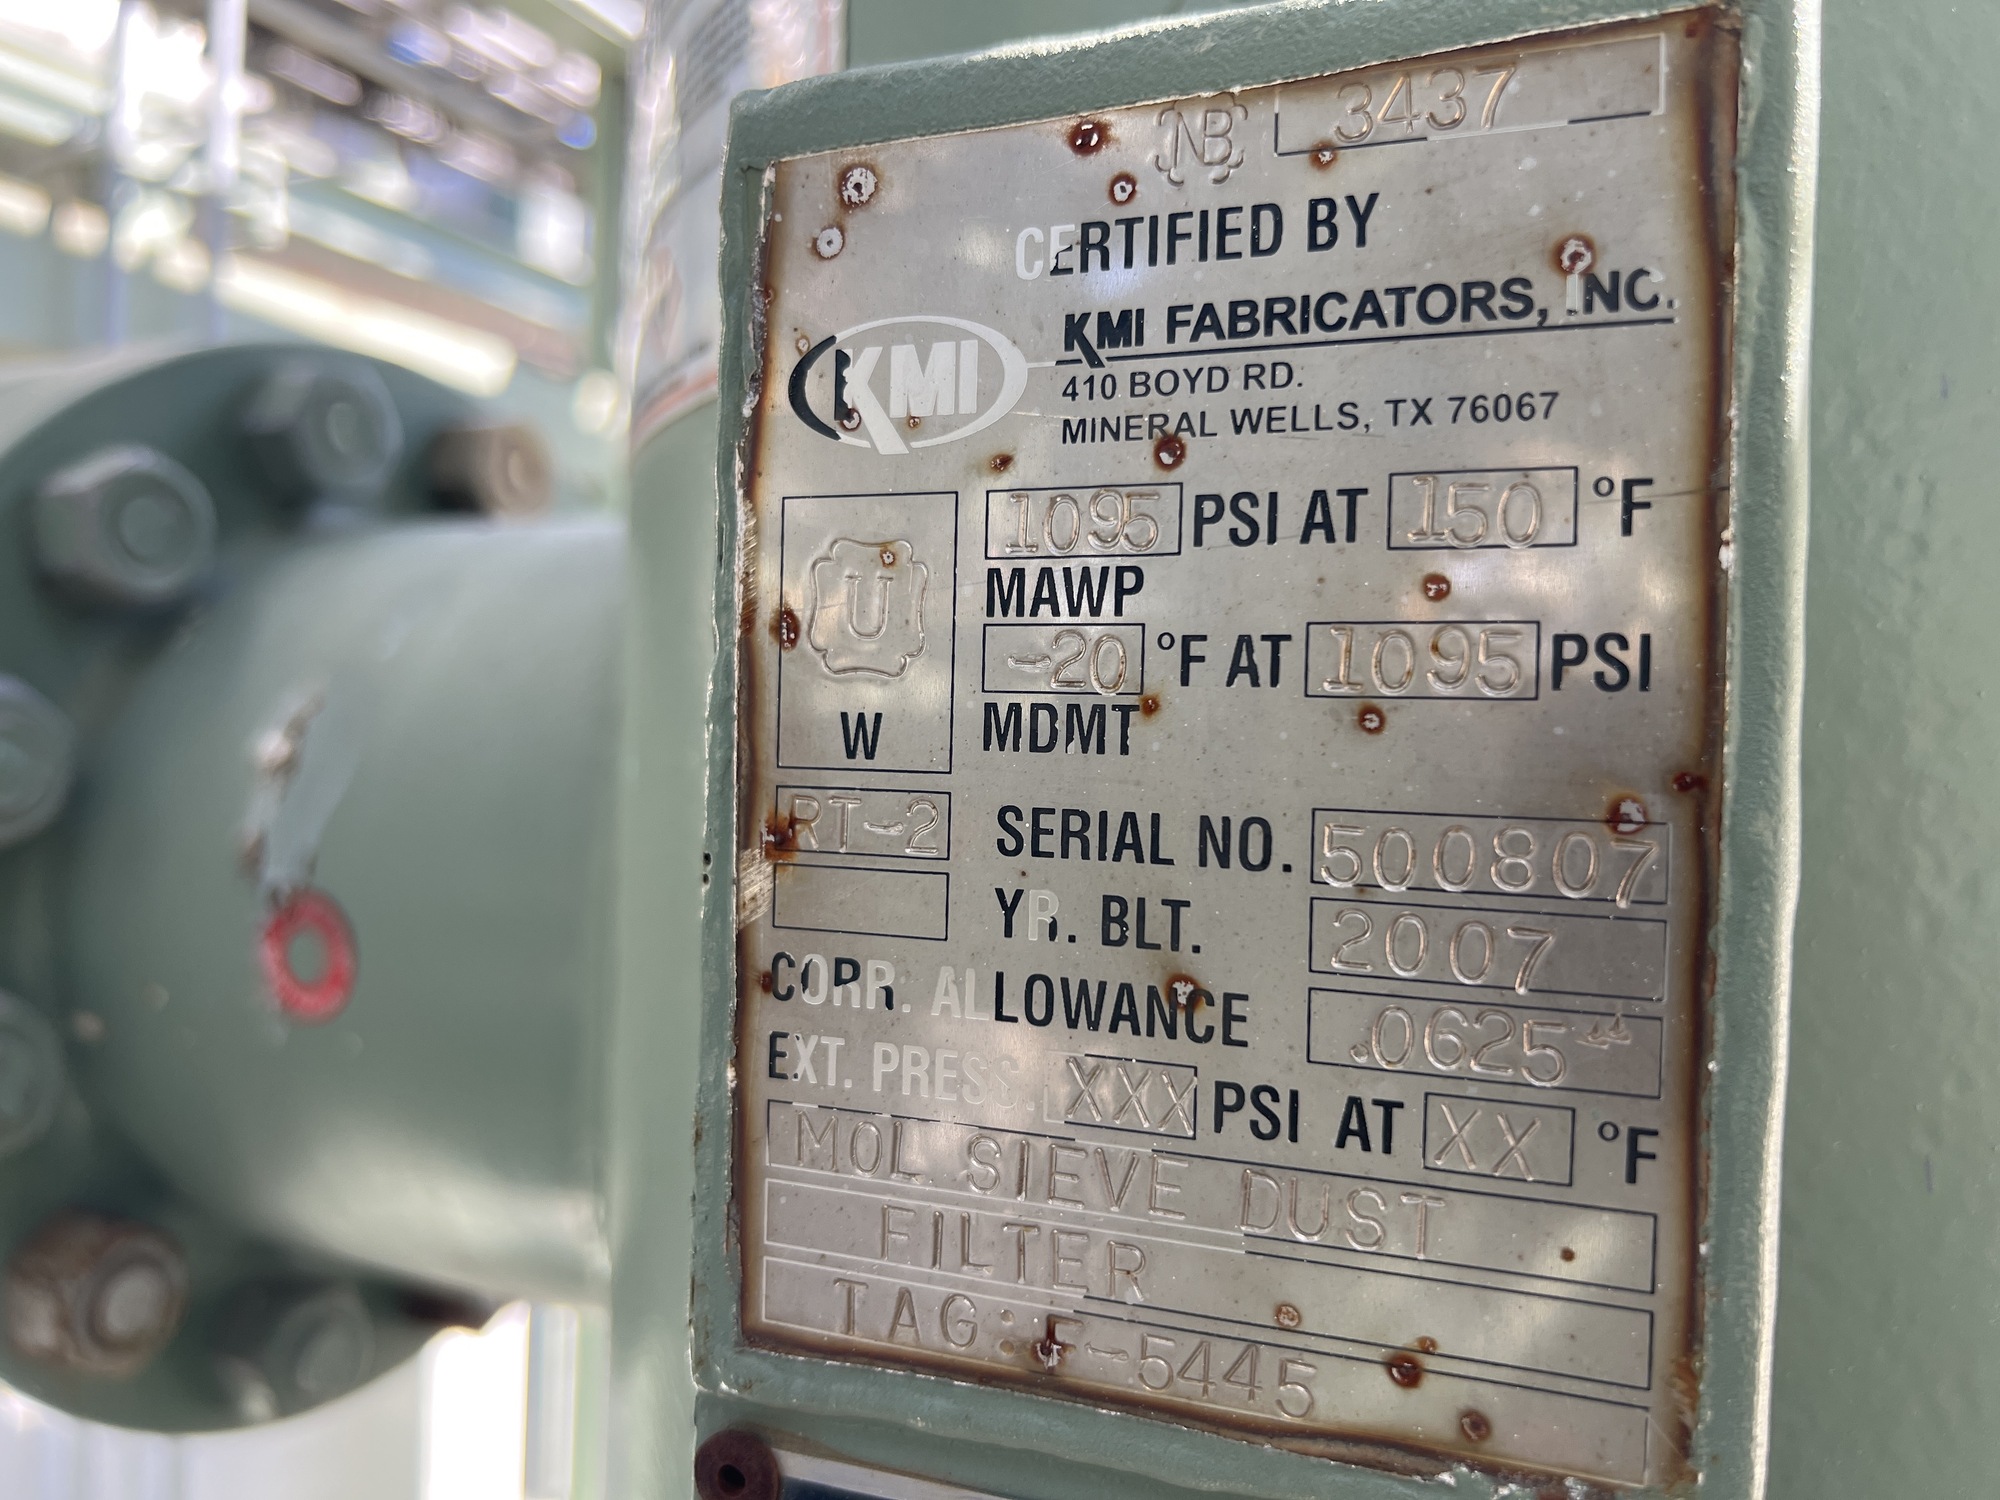 NB 3437
CERTIFIED BY
KMI KMI FABRICATORS, INC.
410 BOYD RD.
MINERAL WELLS, TX 76067
1095 PSI AT 150 °F
MAWP
U
-20 °F AT 1095 PSI
W MDMT
RT-2 SERIAL NO. 500807
YR. BLT. 2007
CORR. ALLOWANCE .0625"
EXT. PRESS. XXX PSI AT XX °F
MOL SIEVE DUST
FILTER
TAG: F-5445